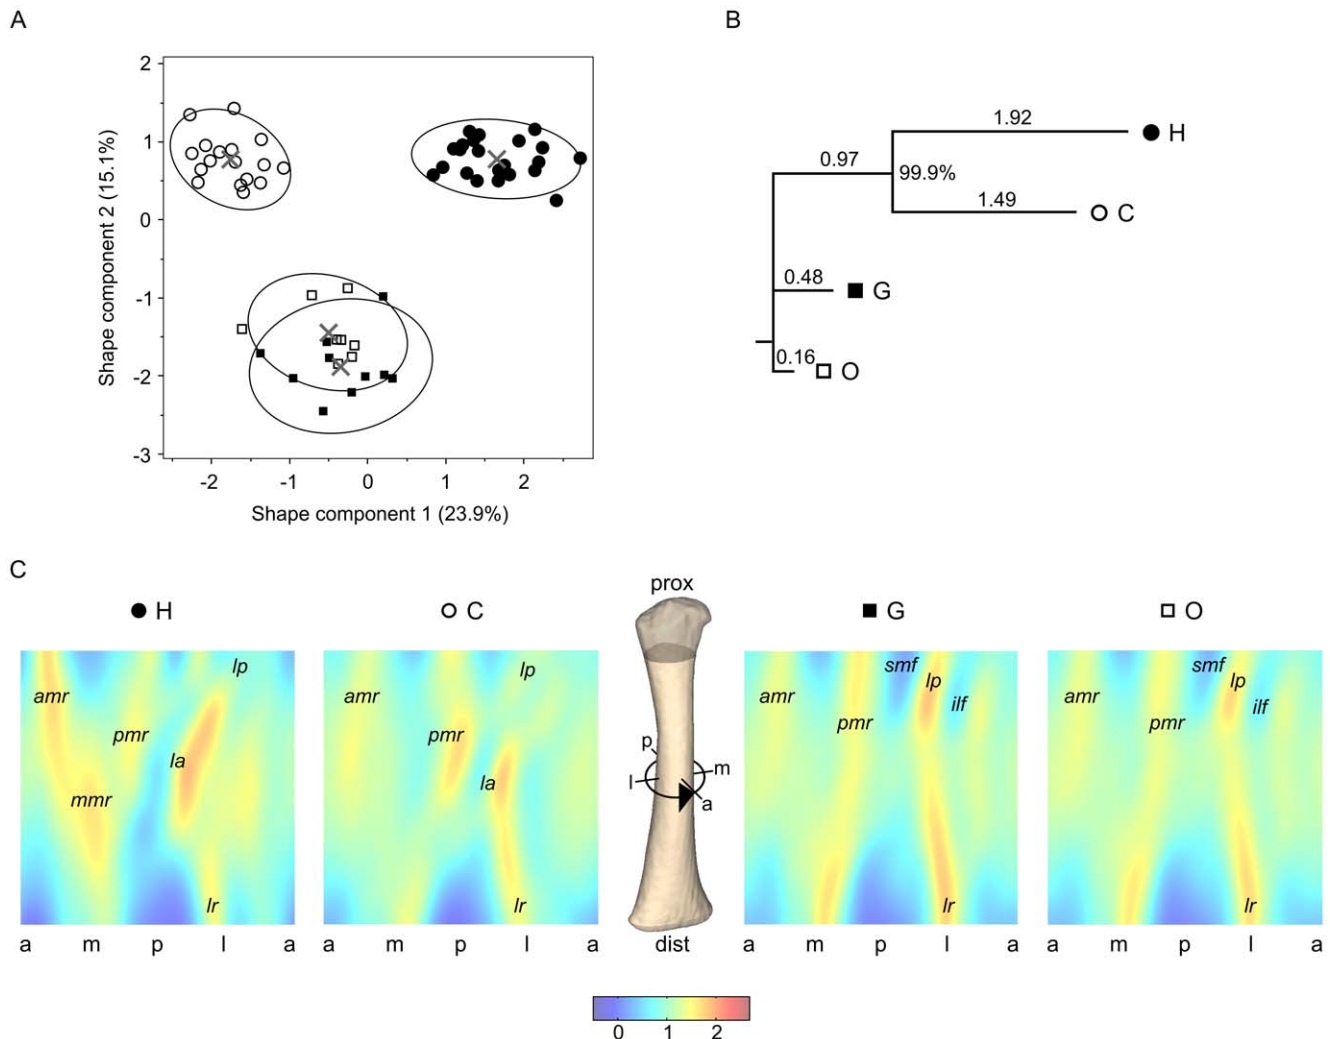 A
B
2
1
0
-1
-2
-3
Shape component 2 (15.1%)
-2 -1 0 1 2
Shape component 1 (23.9%)
1.92
H
0.97
99.9%
1.49
C
0.48
G
0.16
O
C
H
C
prox
G
O
lp
amr
pmr
la
mmr
lr
a m p l a
lp
amr
pmr
la
lr
a m p l a
p
l
m
a
dist
smf
lp
amr
ilf
pmr
lr
a m p l a
smf
lp
amr
ilf
pmr
lr
a m p l a
0 1 2